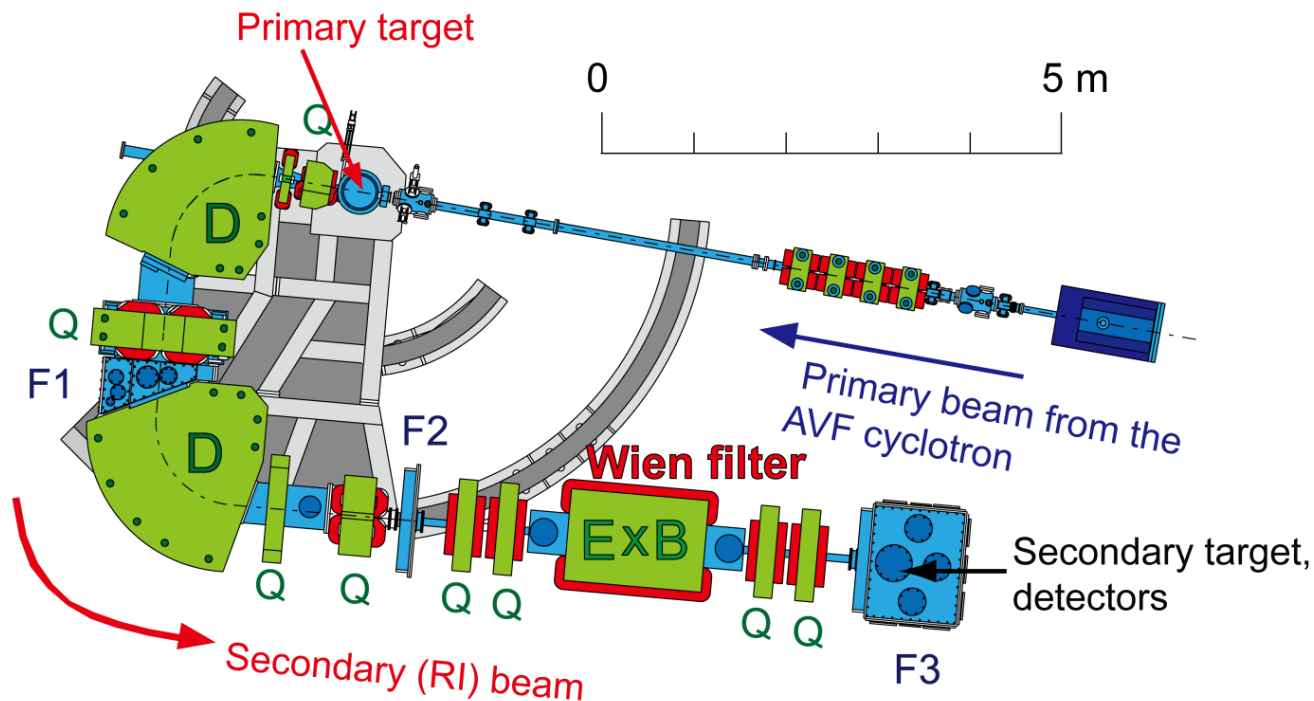 Primary target
0
5 m
Q
D
Q
F1
Primary beam from the
AVF cyclotron
D
F2
Wien filter
ExB
Secondary target,
detectors
Q
Q
Q
Q
Q
Q
F3
Secondary (RI) beam